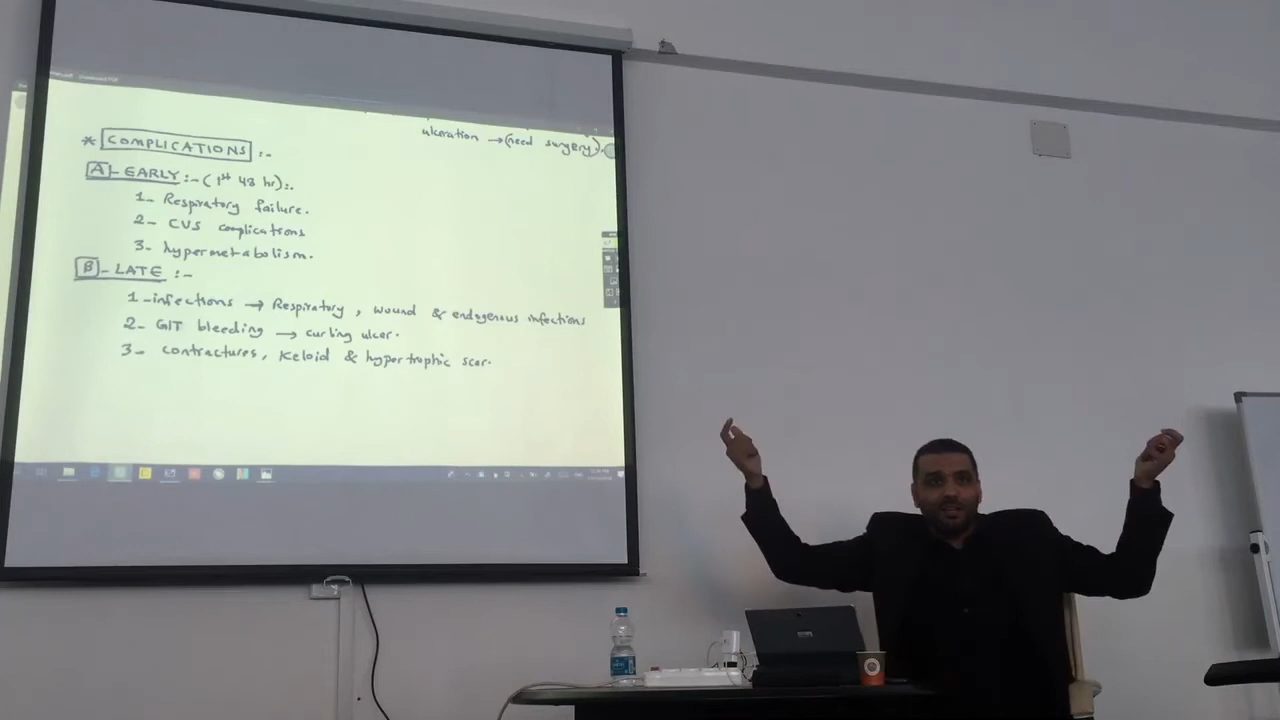 ulceration → (need surgery).
* COMPLICATIONS :-
A - EARLY :- (1st 48 hr) :.
1- Respiratory failure.
2- CVS complications
3- hypermetabolism.
B - LATE :-
1- infections → Respiratory, wound & endogenous infections
2- GIT bleeding → curling ulcer.
3- contractures, Keloid & hypertrophic scar.